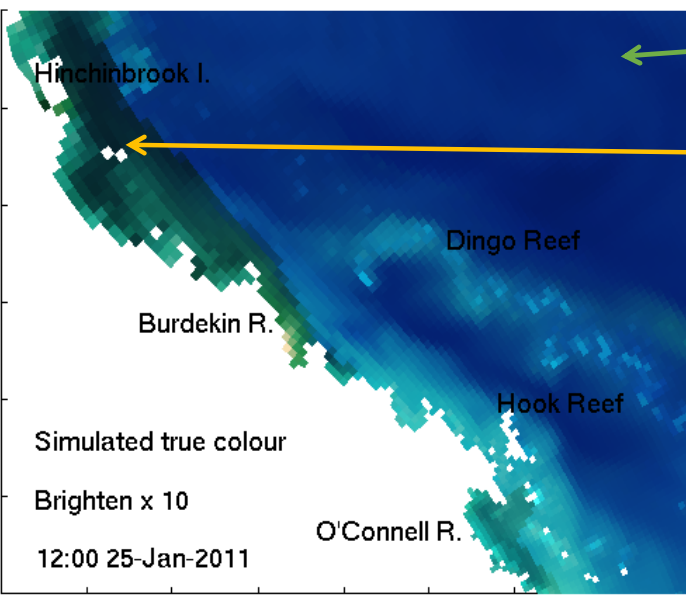 Hinchinbrook I.
Dingo Reef
Burdekin R.
Hook Reef
Simulated true colour
Brighten x 10
O'Connell R.
12:00 25-Jan-2011